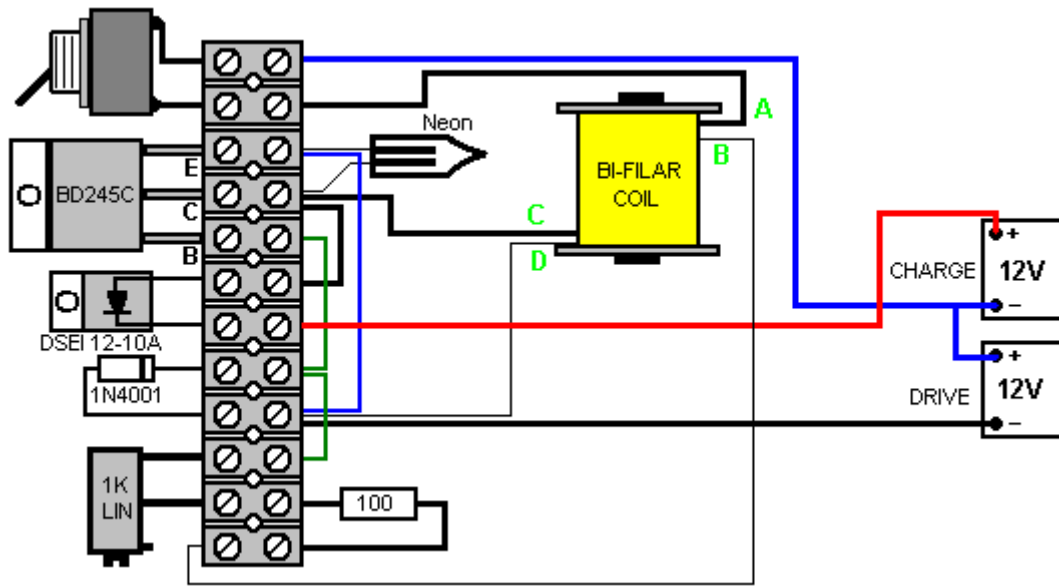 Neon
A
B
BI-FILAR
COIL
E
BD245C
C
B
C
D
+
CHARGE
12V
−
DSEI 12-10A
+
1N4001
DRIVE
12V
−
1K
LIN
100